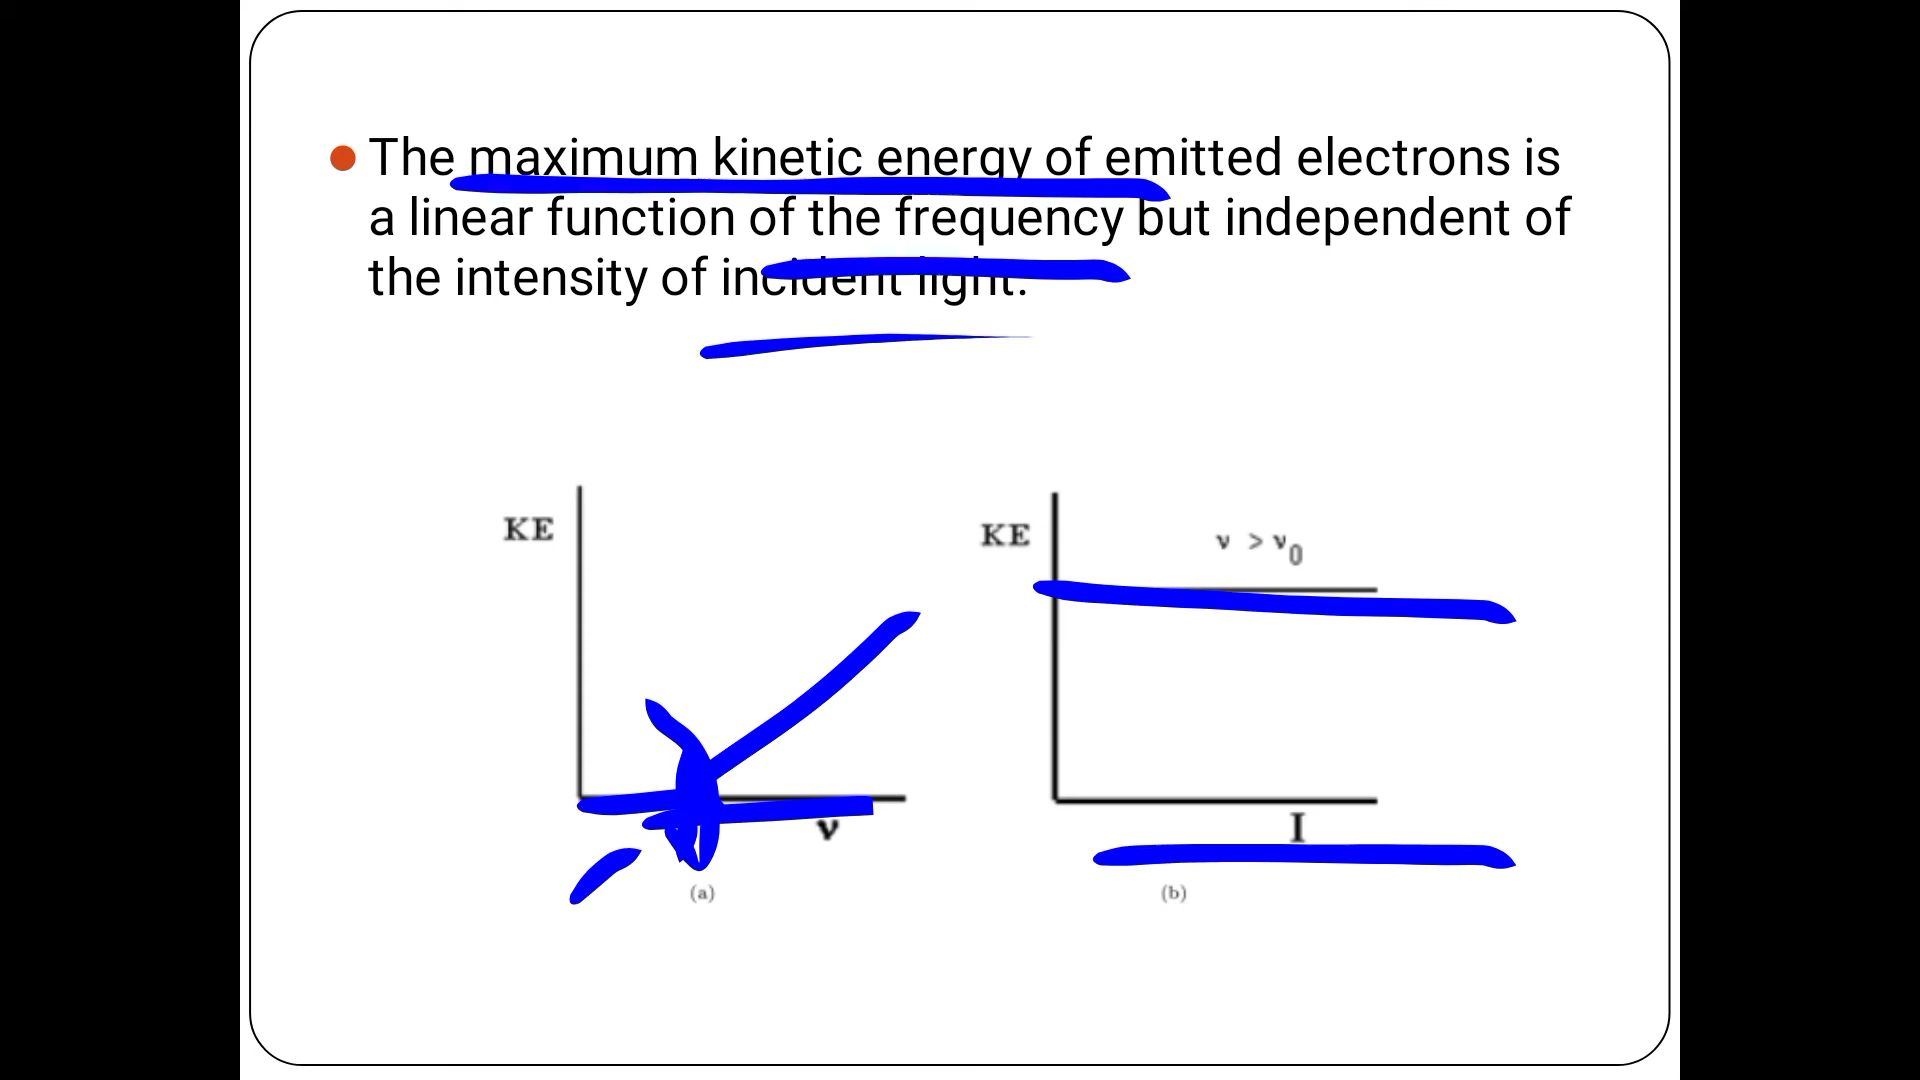 The maximum kinetic energy of emitted electrons is
a linear function of the frequency but independent of
the intensity of incident light.
KE
KE
ν > ν0
ν
I
(a)
(b)